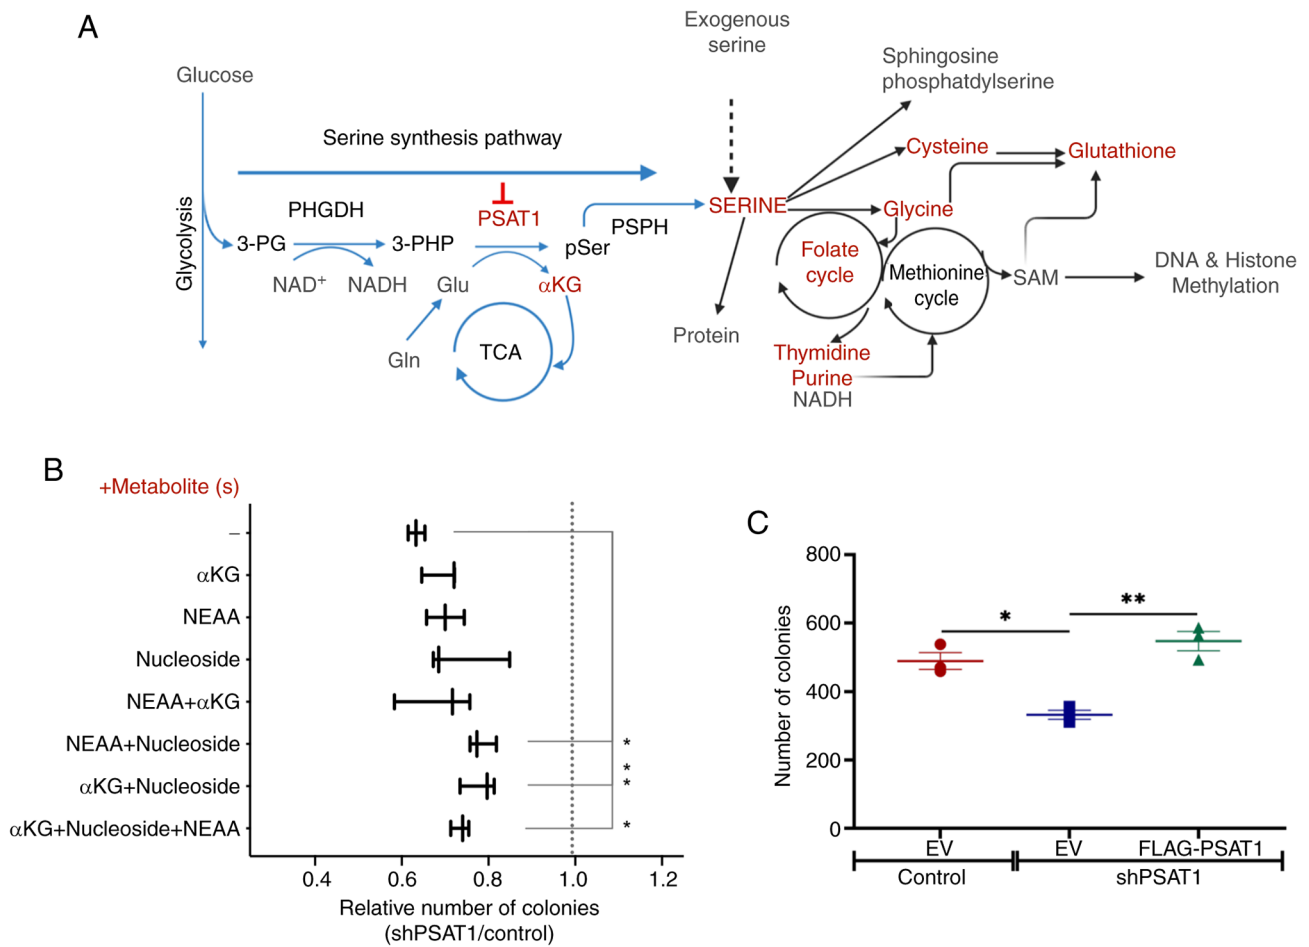 A
Exogenous
serine
Glucose
Sphingosine
phosphatdylserine
Serine synthesis pathway
Cysteine
Glutathione
Glycolysis
PHGDH
PSAT1
PSPH
SERINE
Glycine
3-PG
3-PHP
pSer
NAD+
NADH
Glu
αKG
Folate
cycle
Methionine
cycle
SAM
DNA & Histone
Methylation
Gln
TCA
Protein
Thymidine
Purine
NADH
B
+Metabolite (s)
–
αKG
NEAA
Nucleoside
NEAA+αKG
NEAA+Nucleoside
*
*
αKG+Nucleoside
*
αKG+Nucleoside+NEAA
*
0.4 0.6 0.8 1.0 1.2
Relative number of colonies
(shPSAT1/control)
C
Number of colonies
800
600
400
200
0
*
**
EV EV FLAG-PSAT1
Control shPSAT1